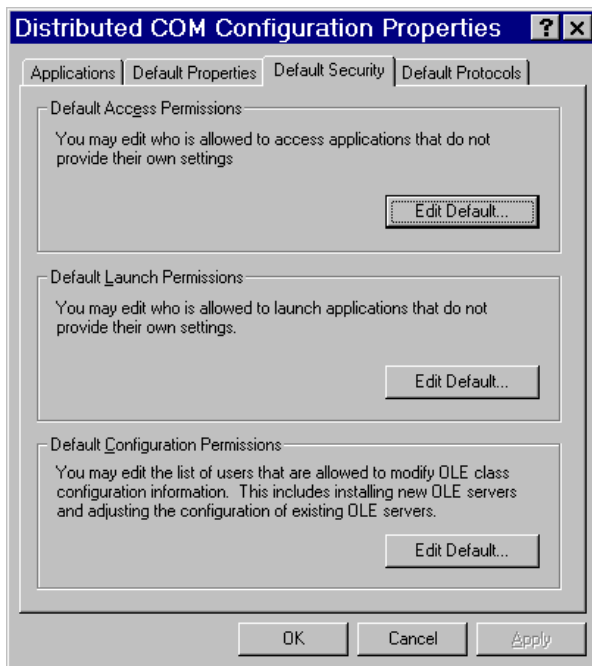 Distributed COM Configuration Properties ? ×
Applications Default Properties Default Security Default Protocols
Default Access Permissions
You may edit who is allowed to access applications that do not
provide their own settings
Edit Default...
Default Launch Permissions
You may edit who is allowed to launch applications that do not
provide their own settings.
Edit Default...
Default Configuration Permissions
You may edit the list of users that are allowed to modify OLE class
configuration information.  This includes installing new OLE servers
and adjusting the configuration of existing OLE servers.
Edit Default...
OK Cancel Apply